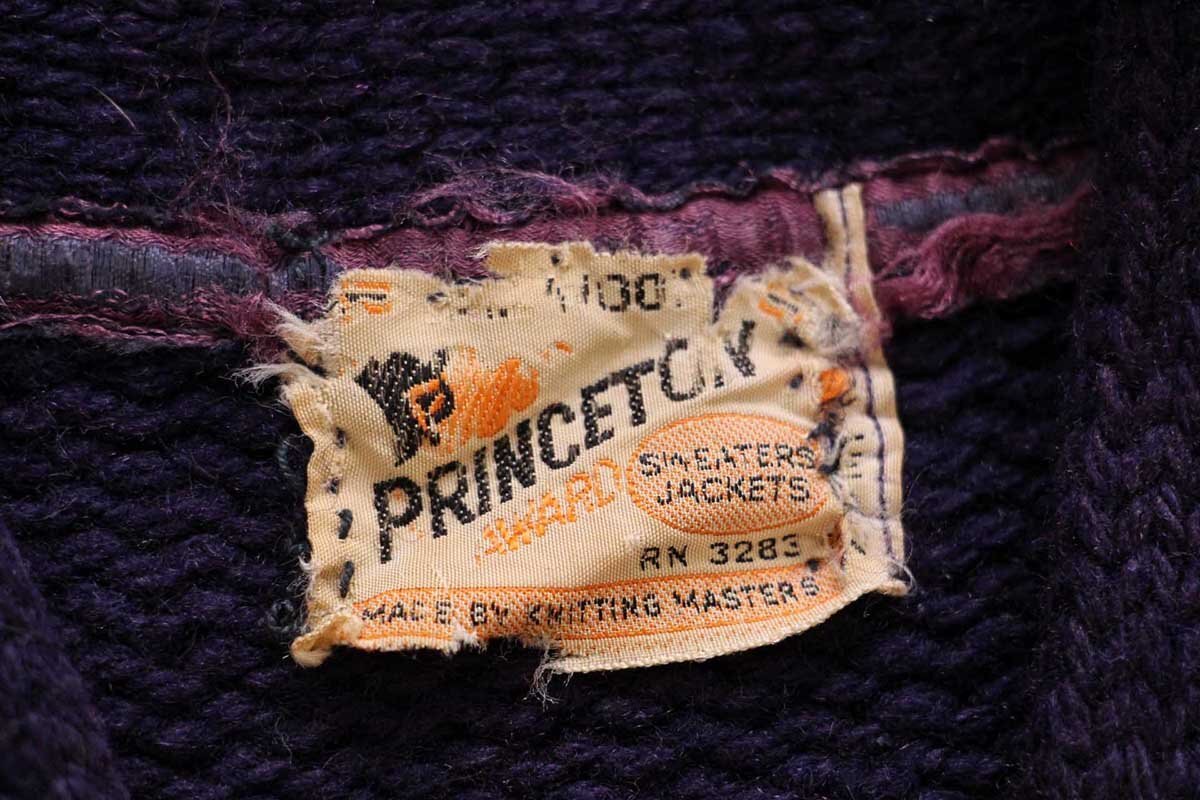 PRINCETON
AWARD
SWEATERS
JACKETS
RN 3283
MADE BY KNITTING MASTERS